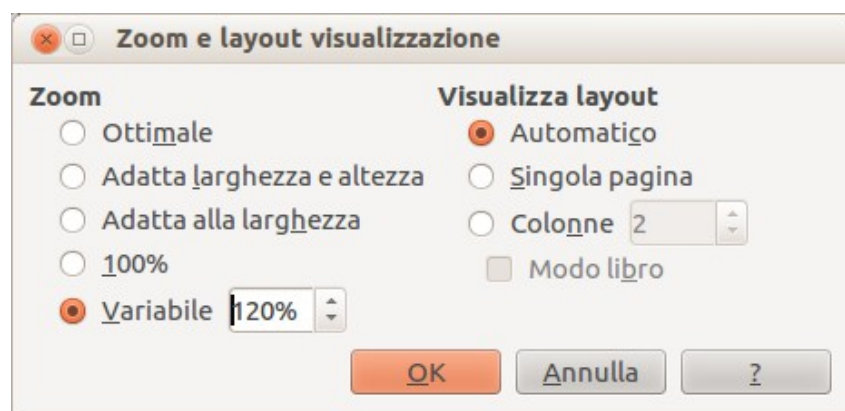 Zoom e layout visualizzazione
Zoom
Ottimale
Adatta larghezza e altezza
Adatta alla larghezza
100%
Variabile 120%
Visualizza layout
Automatico
Singola pagina
Colonne 2
Modo libro
OK Annulla ?